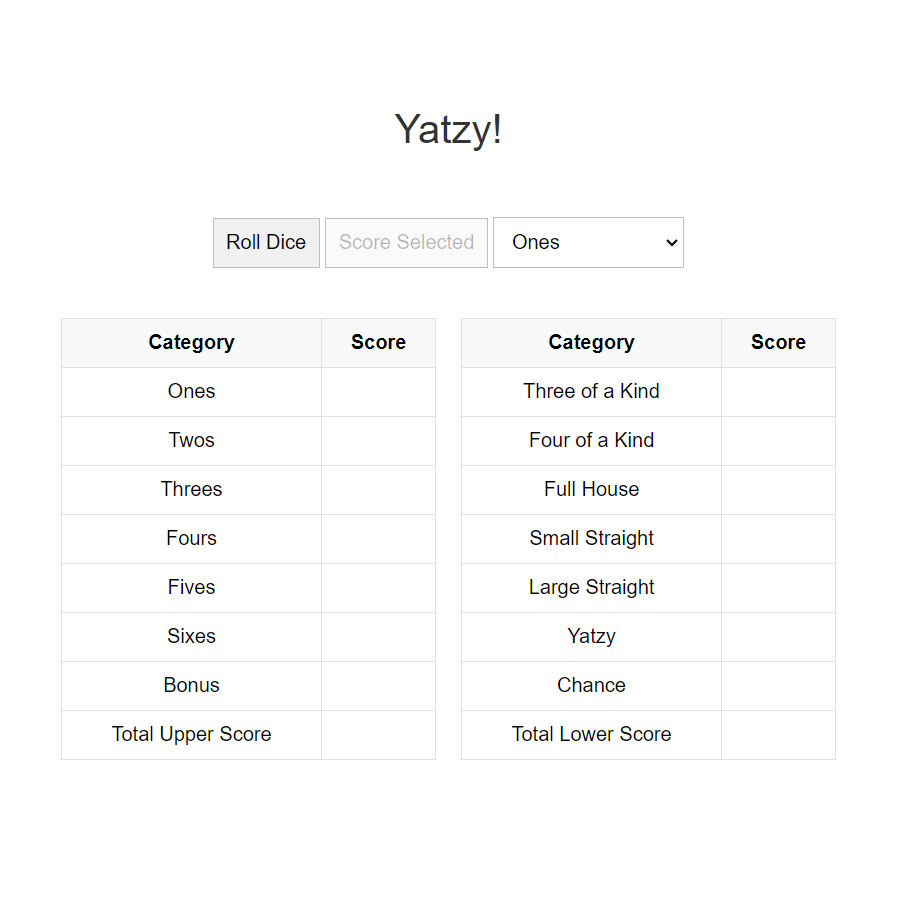 Yatzy!
Roll Dice Score Selected Ones
Category Score
Ones
Twos
Threes
Fours
Fives
Sixes
Bonus
Total Upper Score
Category Score
Three of a Kind
Four of a Kind
Full House
Small Straight
Large Straight
Yatzy
Chance
Total Lower Score